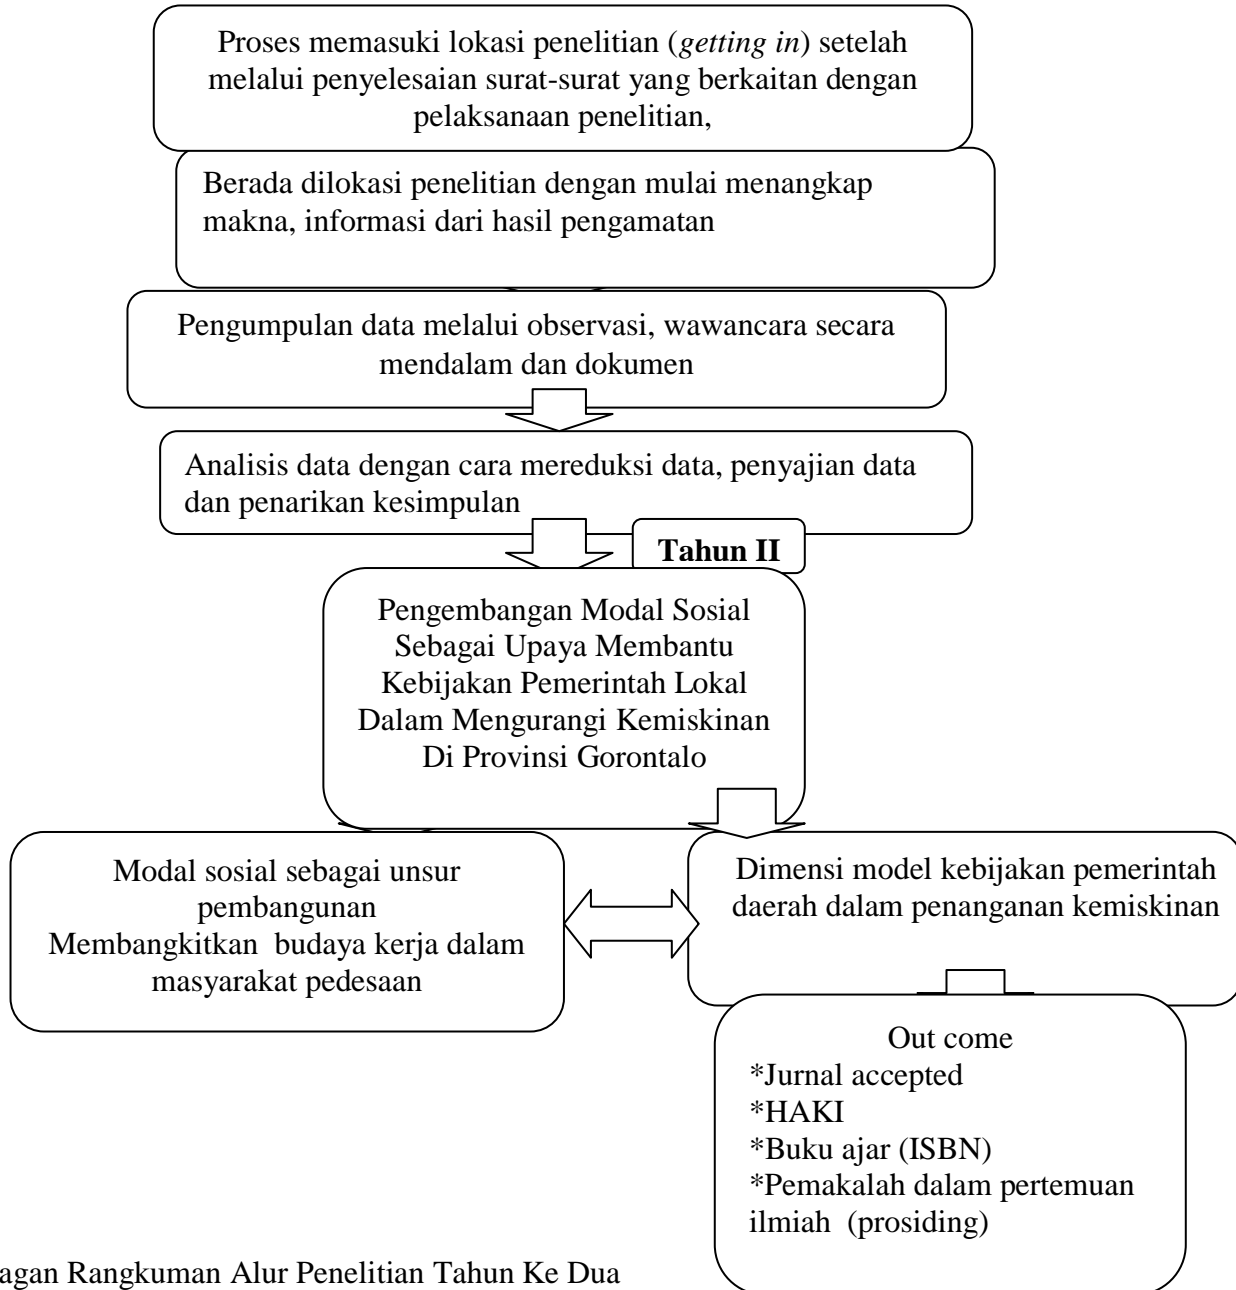 Proses memasuki lokasi penelitian (getting in) setelah
melalui penyelesaian surat-surat yang berkaitan dengan
pelaksanaan penelitian,
Berada dilokasi penelitian dengan mulai menangkap
makna, informasi dari hasil pengamatan
Pengumpulan data melalui observasi, wawancara secara
mendalam dan dokumen
Analisis data dengan cara mereduksi data, penyajian data
dan penarikan kesimpulan
Tahun II
Pengembangan Modal Sosial
Sebagai Upaya Membantu
Kebijakan Pemerintah Lokal
Dalam Mengurangi Kemiskinan
Di Provinsi Gorontalo
Modal sosial sebagai unsur
pembangunan
Membangkitkan budaya kerja dalam
masyarakat pedesaan
Dimensi model kebijakan pemerintah
daerah dalam penanganan kemiskinan
Out come
*Jurnal accepted
*HAKI
*Buku ajar (ISBN)
*Pemakalah dalam pertemuan
ilmiah (prosiding)
agan Rangkuman Alur Penelitian Tahun Ke Dua